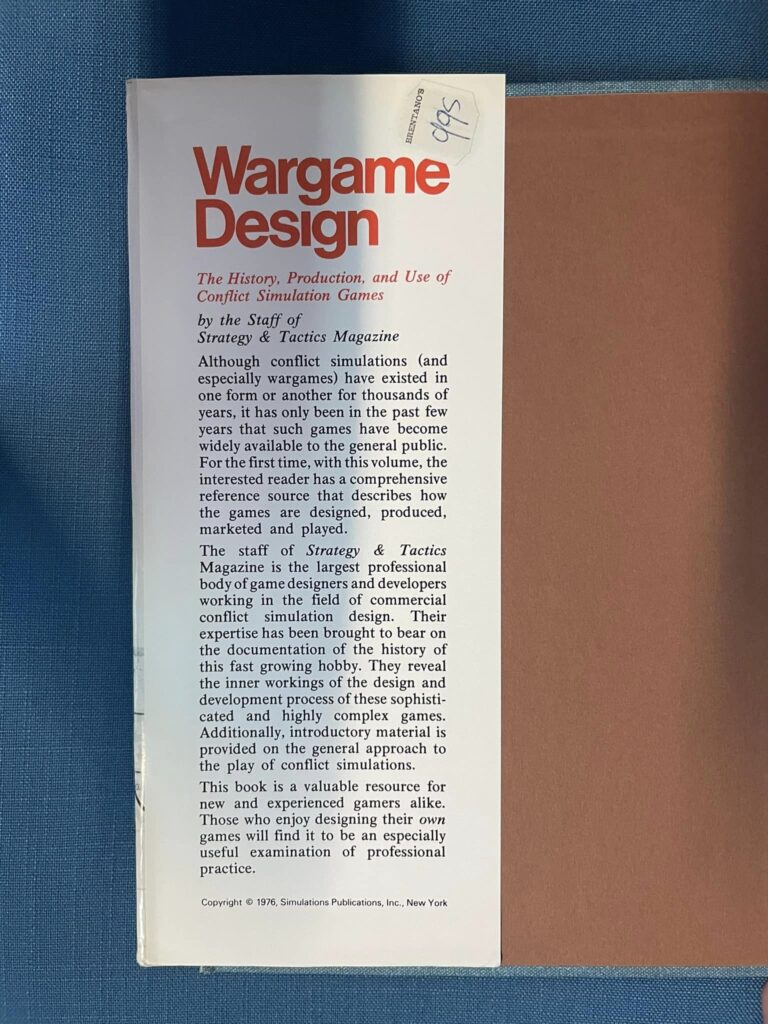 BRENTANO'S
995
Wargame
Design
The History, Production, and Use of
Conflict Simulation Games
by the Staff of
Strategy & Tactics Magazine
Although conflict simulations (and
especially wargames) have existed in
one form or another for thousands of
years, it has only been in the past few
years that such games have become
widely available to the general public.
For the first time, with this volume, the
interested reader has a comprehensive
reference source that describes how
the games are designed, produced,
marketed and played.
The staff of Strategy & Tactics
Magazine is the largest professional
body of game designers and developers
working in the field of commercial
conflict simulation design. Their
expertise has been brought to bear on
the documentation of the history of
this fast growing hobby. They reveal
the inner workings of the design and
development process of these sophisti-
cated and highly complex games.
Additionally, introductory material is
provided on the general approach to
the play of conflict simulations.
This book is a valuable resource for
new and experienced gamers alike.
Those who enjoy designing their own
games will find it to be an especially
useful examination of professional
practice.
Copyright © 1976, Simulations Publications, Inc., New York